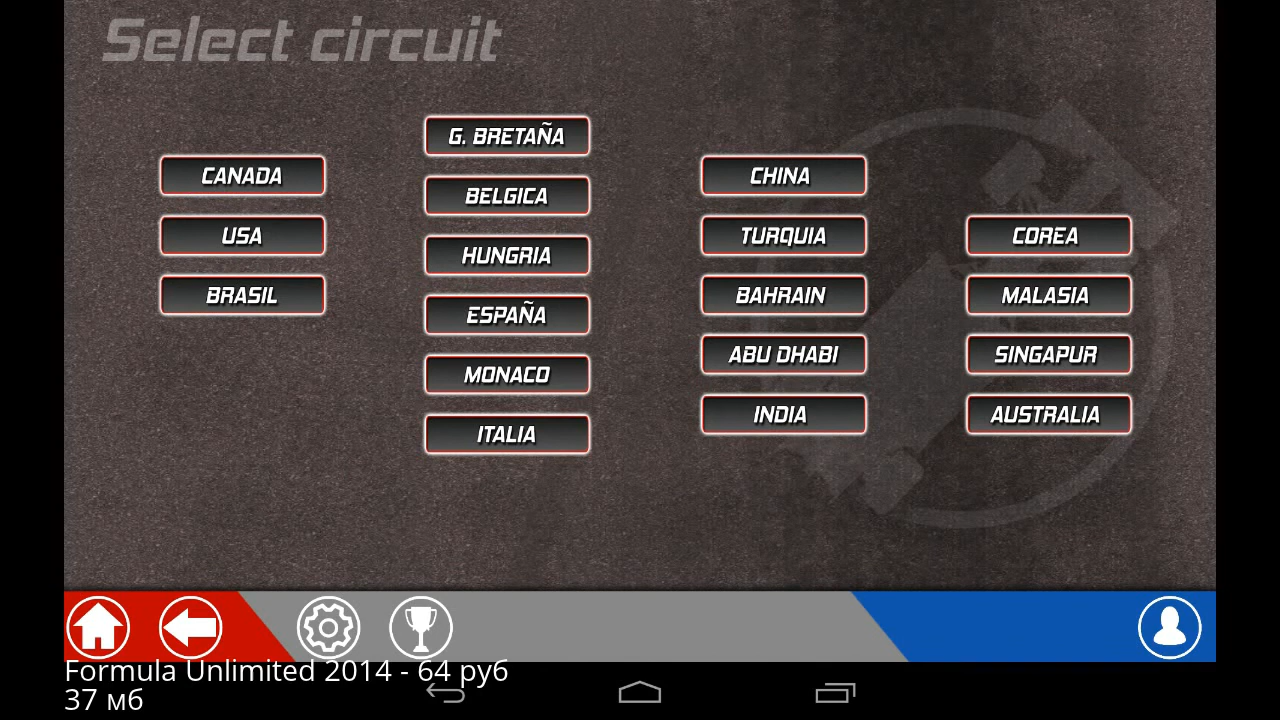 Select circuit
CANADA
USA
BRASIL
G. BRETAÑA
BELGICA
HUNGRIA
ESPAÑA
MONACO
ITALIA
CHINA
TURQUIA
BAHRAIN
ABU DHABI
INDIA
COREA
MALASIA
SINGAPUR
AUSTRALIA
Formula Unlimited 2014 - 64 руб
37 мб